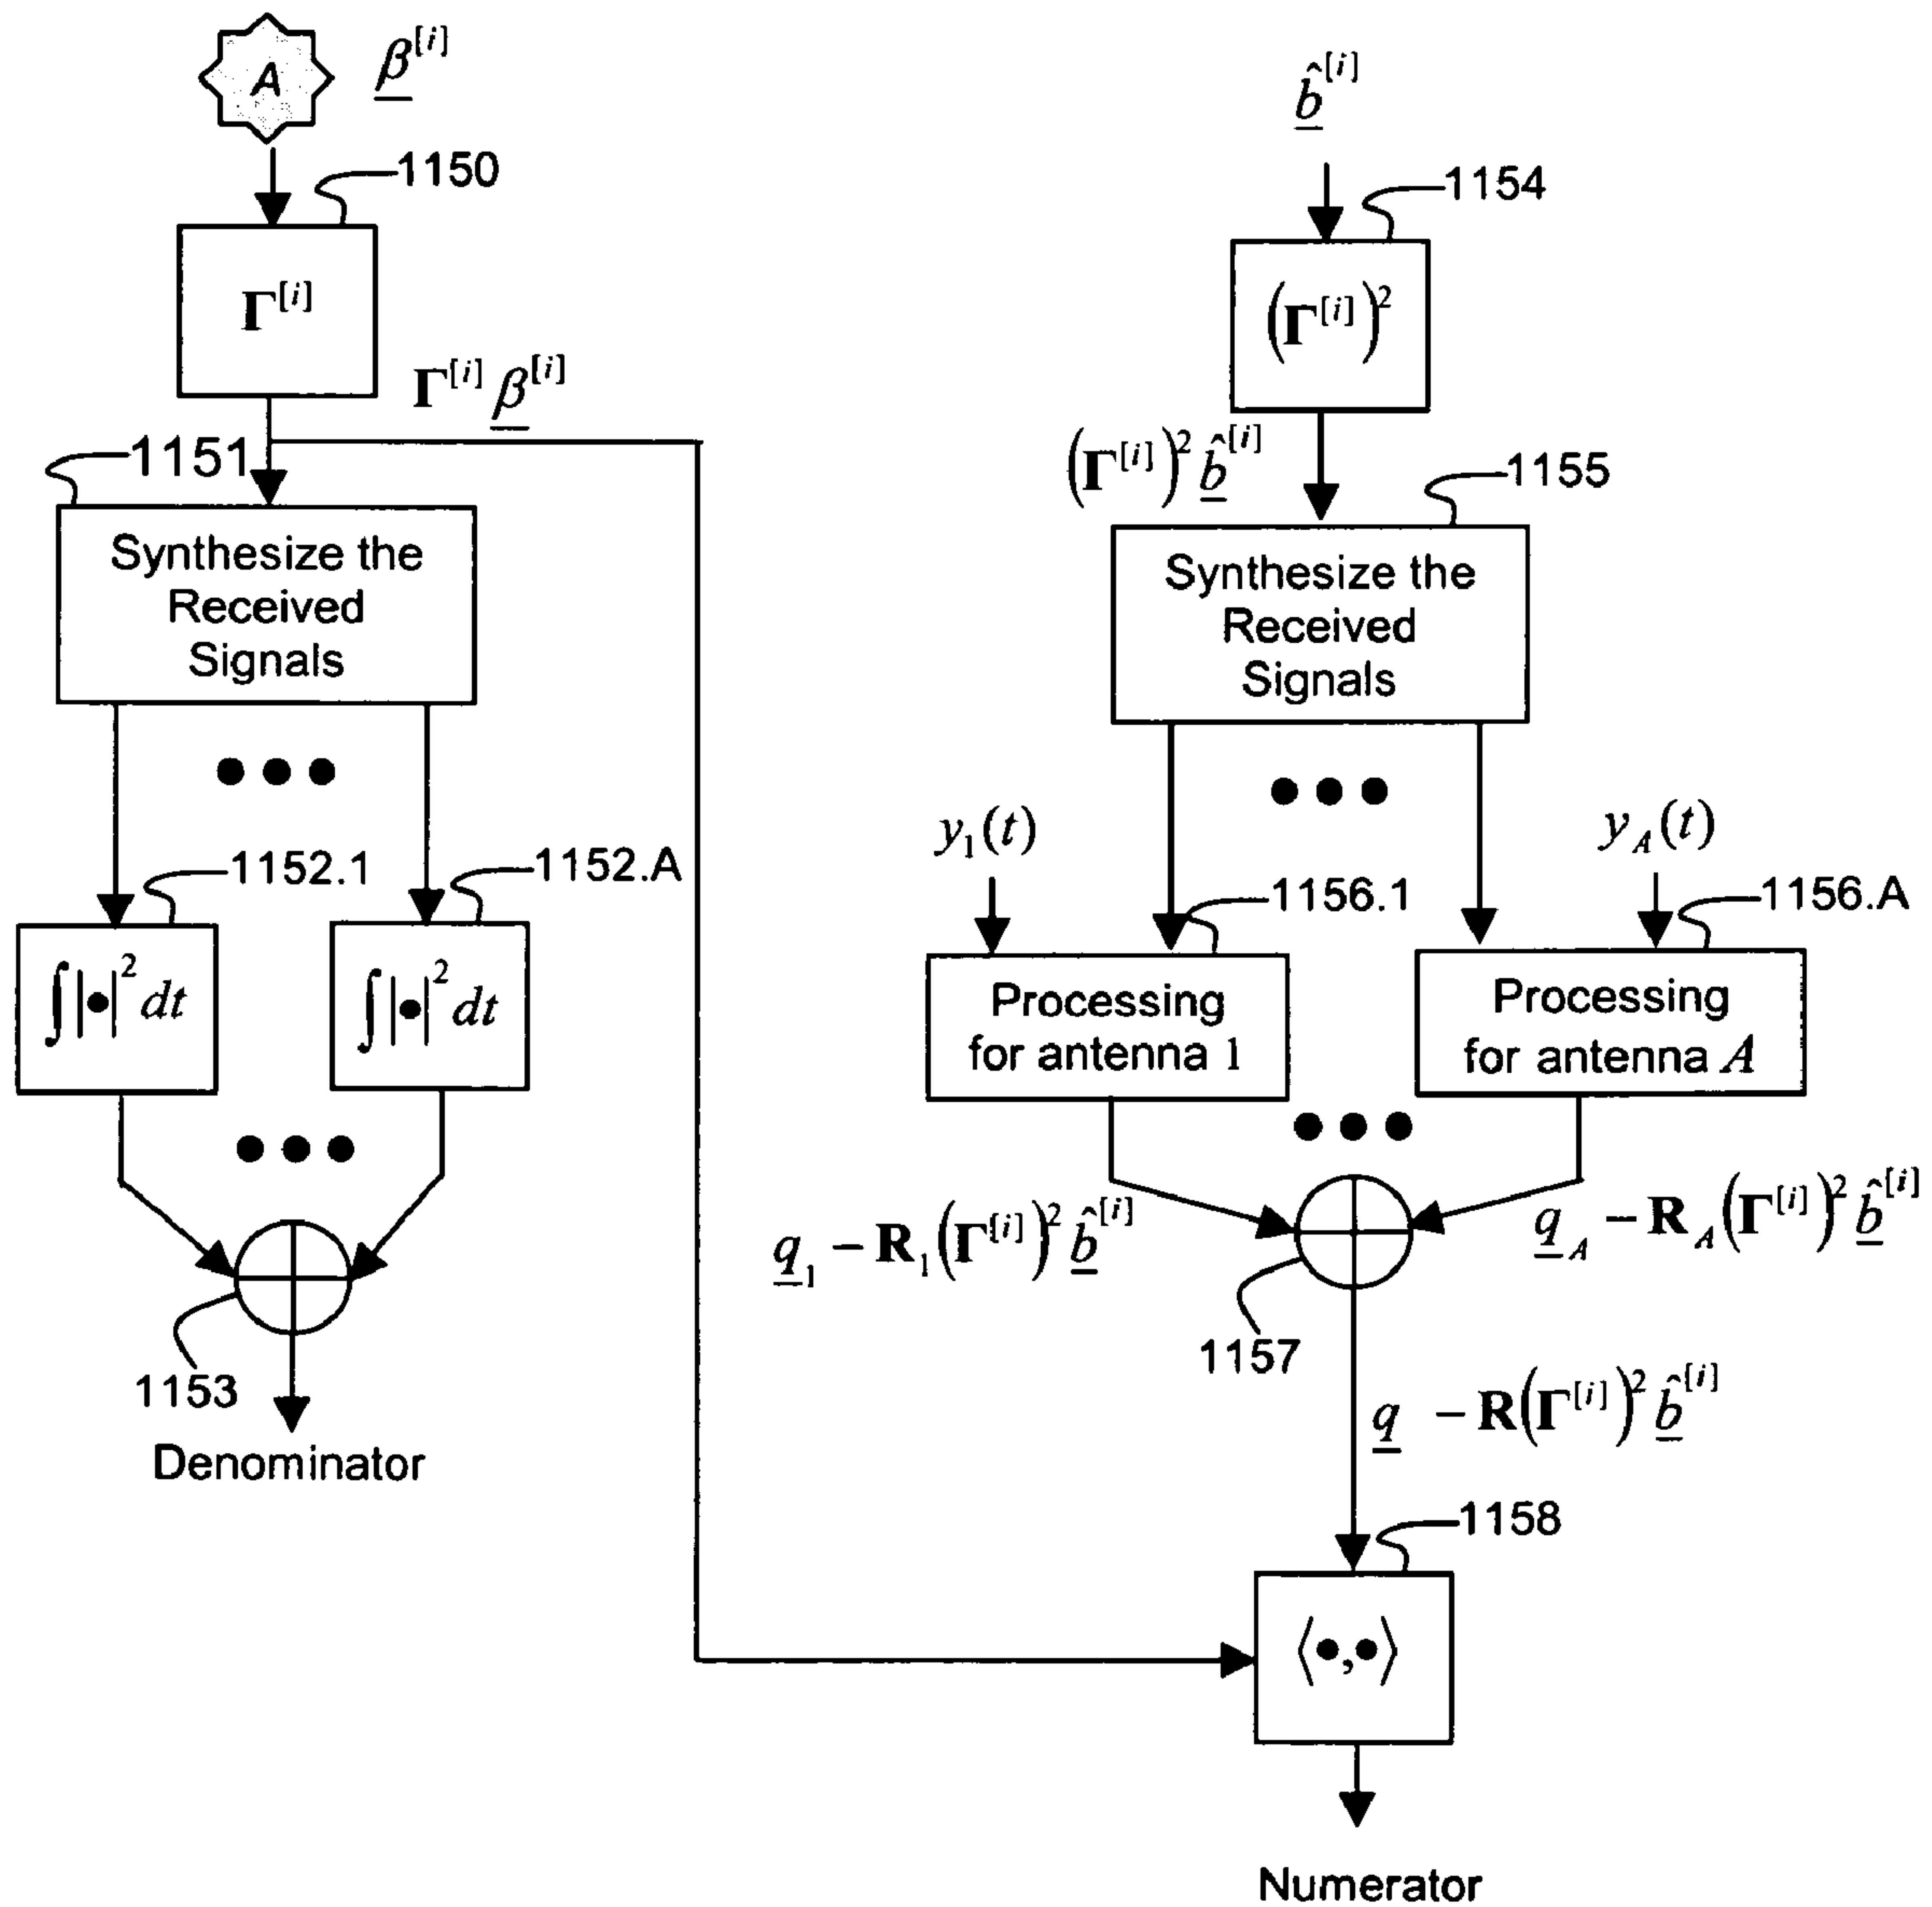 A
β^[i]
1150
Γ^[i]
Γ^[i] β^[i]
1151
Synthesize the
Received
Signals
1152.1
1152.A
∫|●|² dt
∫|●|² dt
1153
Denominator
b̂^[i]
1154
(Γ^[i])²
(Γ^[i])² b̂^[i]
1155
Synthesize the
Received
Signals
y₁(t)
y_A(t)
1156.1
1156.A
Processing
for antenna 1
Processing
for antenna A
q₁ − R₁(Γ^[i])² b̂^[i]
q_A − R_A(Γ^[i])² b̂^[i]
1157
q − R(Γ^[i])² b̂^[i]
1158
⟨●,●⟩
Numerator